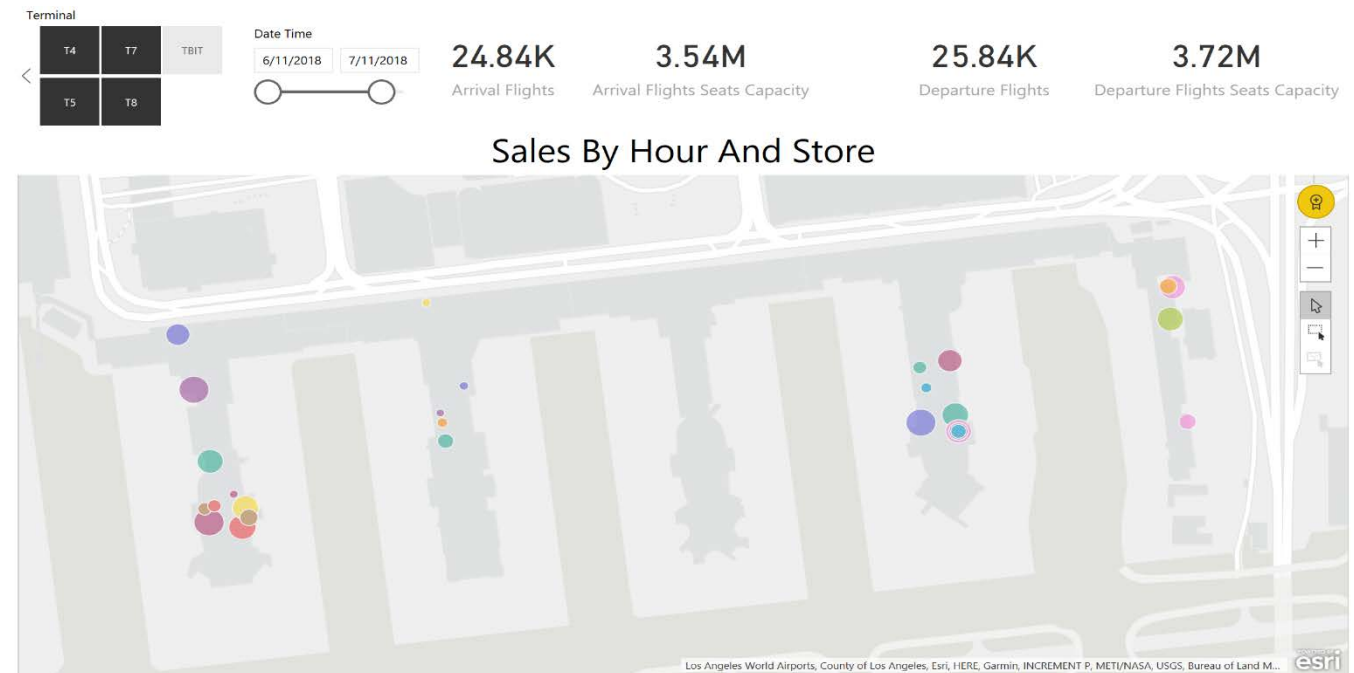 Terminal
T4 T7 TBIT
T5 T8
Date Time
6/11/2018 7/11/2018
24.84K
Arrival Flights
3.54M
Arrival Flights Seats Capacity
25.84K
Departure Flights
3.72M
Departure Flights Seats Capacity
Sales By Hour And Store
Los Angeles World Airports, County of Los Angeles, Esri, HERE, Garmin, INCREMENT P, METI/NASA, USGS, Bureau of Land M...
esri